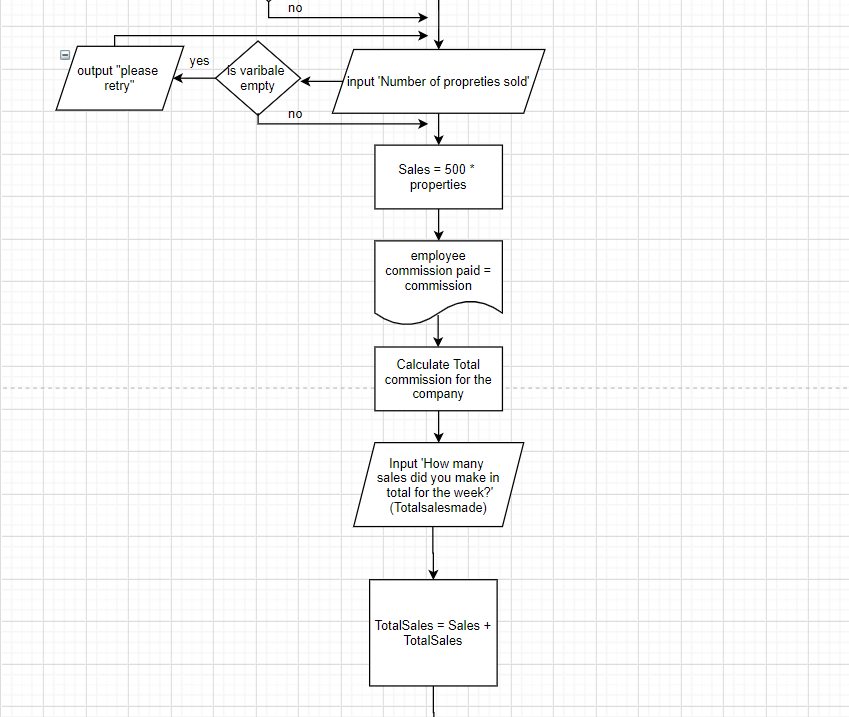 no
yes
output "please
retry"
is varibale
empty
input 'Number of propreties sold'
no
Sales = 500 *
properties
employee
commission paid =
commission
Calculate Total
commission for the
company
Input 'How many
sales did you make in
total for the week?'
(Totalsalesmade)
TotalSales = Sales +
TotalSales